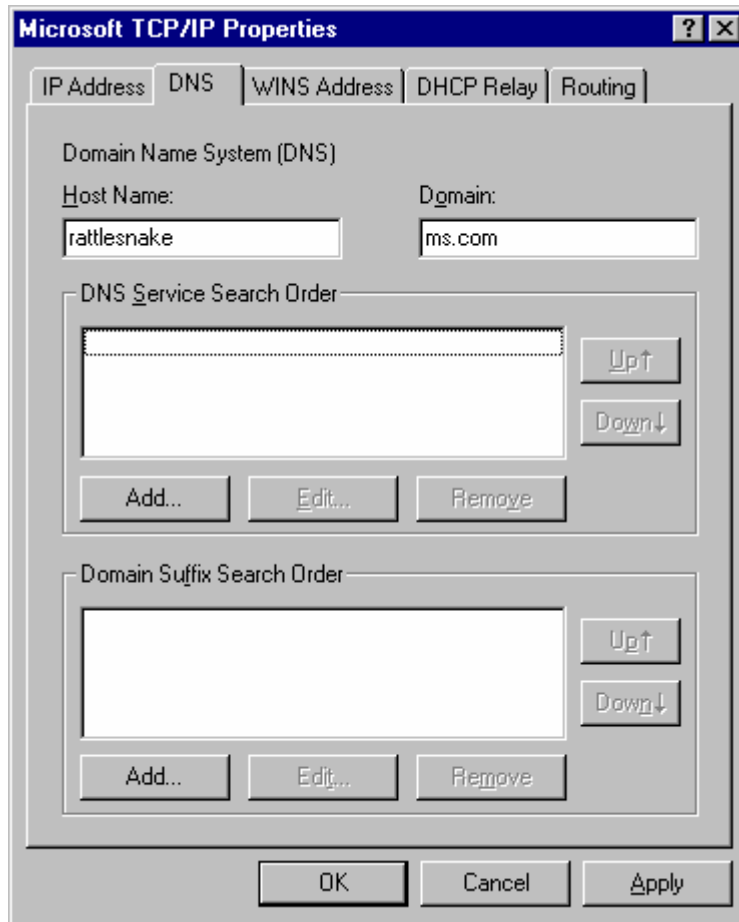 Microsoft TCP/IP Properties
IP Address DNS WINS Address DHCP Relay Routing
Domain Name System (DNS)
Host Name: Domain:
rattlesnake ms.com
DNS Service Search Order
Up↑
Down↓
Add... Edit... Remove
Domain Suffix Search Order
Up↑
Down↓
Add... Edit... Remove
OK Cancel Apply